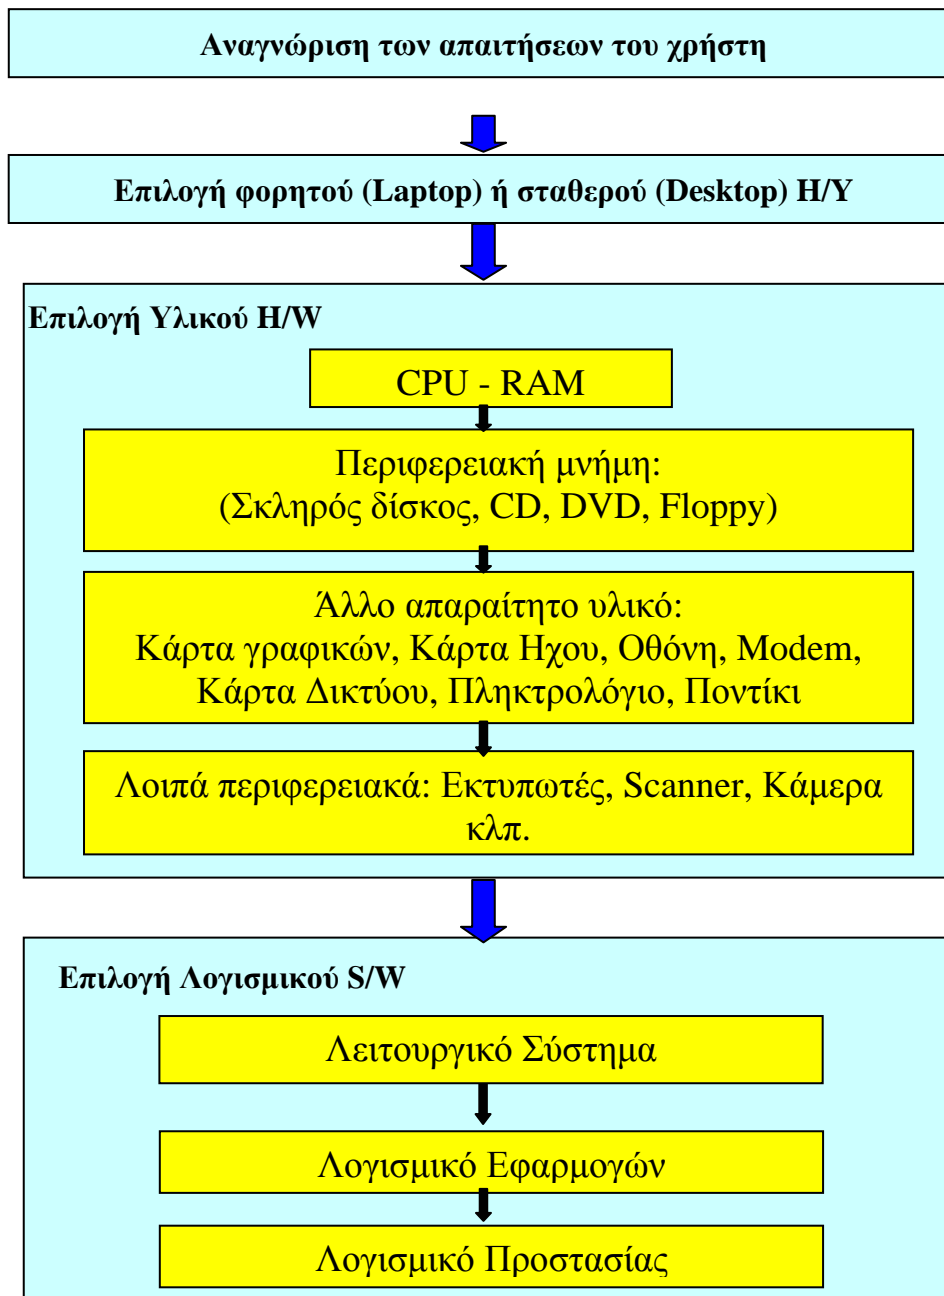 Αναγνώριση των απαιτήσεων του χρήστη
Επιλογή φορητού (Laptop) ή σταθερού (Desktop) Η/Υ
Επιλογή Υλικού H/W
CPU - RAM
Περιφερειακή μνήμη:
(Σκληρός δίσκος, CD, DVD, Floppy)
Άλλο απαραίτητο υλικό:
Κάρτα γραφικών, Κάρτα Ηχου, Οθόνη, Modem,
Κάρτα Δικτύου, Πληκτρολόγιο, Ποντίκι
Λοιπά περιφερειακά: Εκτυπωτές, Scanner, Κάμερα
κλπ.
Επιλογή Λογισμικού S/W
Λειτουργικό Σύστημα
Λογισμικό Εφαρμογών
Λογισμικό Προστασίας